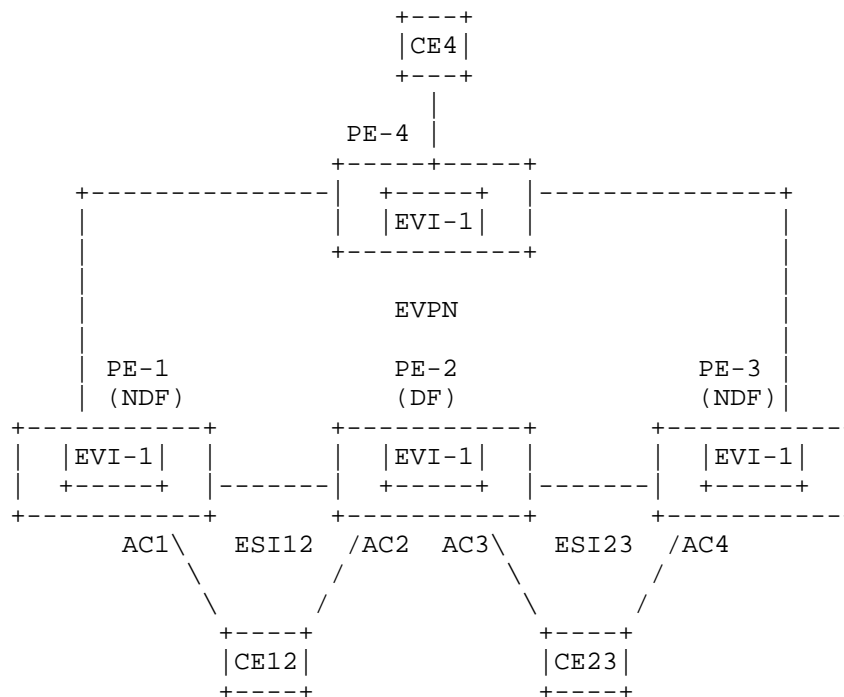 CE4
PE-4
EVI-1
EVPN
PE-1 PE-2 PE-3
(NDF) (DF) (NDF)
EVI-1 EVI-1 EVI-1
AC1 ESI12 AC2 AC3 ESI23 AC4
CE12 CE23